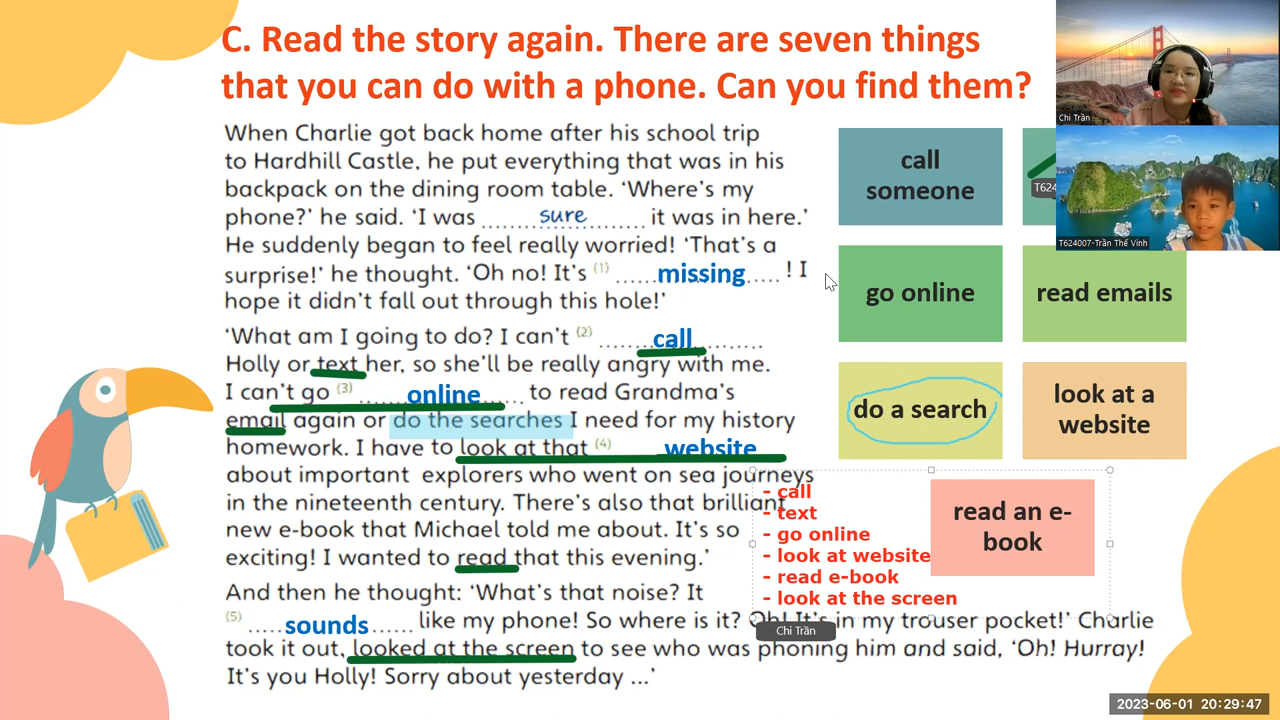 C. Read the story again. There are seven things
that you can do with a phone. Can you find them?
When Charlie got back home after his school trip
to Hardhill Castle, he put everything that was in his
backpack on the dining room table. ‘Where’s my
phone?’ he said. ‘I was sure it was in here.’
He suddenly began to feel really worried! ‘That’s a
surprise!’ he thought. ‘Oh no! It’s (1) missing ! I
hope it didn’t fall out through this hole!’
‘What am I going to do? I can’t (2) call
Holly or text her, so she’ll be really angry with me.
I can’t go (3) online to read Grandma’s
email again or do the searches I need for my history
homework. I have to look at that (4) website
about important explorers who went on sea journeys
in the nineteenth century. There’s also that brilliant
new e-book that Michael told me about. It’s so
exciting! I wanted to read that this evening.’
And then he thought: ‘What’s that noise? It
(5) sounds like my phone! So where is it? Oh! It’s in my trouser pocket!’ Charlie
took it out, looked at the screen to see who was phoning him and said, ‘Oh! Hurray!
It’s you Holly! Sorry about yesterday ...’
call
someone
go online
read emails
do a search
look at a
website
read an e-
book
- call
- text
- go online
- look at website
- read e-book
- look at the screen
Chi Trần
Chi Trần
T624007-Trần Thế Vinh
T624
2023-06-01 20:29:47